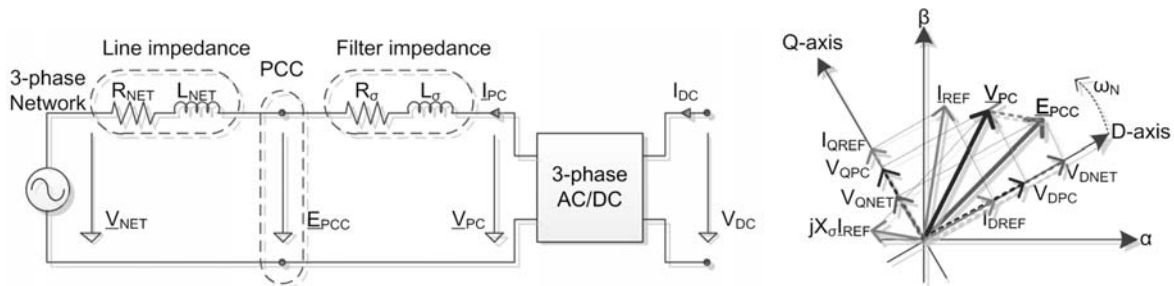 Line impedance
Filter impedance
PCC
3-phase
Network
R_NET
L_NET
R_σ
L_σ
I_PC
I_DC
3-phase
AC/DC
V_NET
E_PCC
V_PC
V_DC
β
Q-axis
I_REF
V_PC
E_PCC
ω_N
D-axis
I_QREF
V_QPC
V_QNET
V_DNET
V_DPC
I_DREF
jX_σI_REF
α